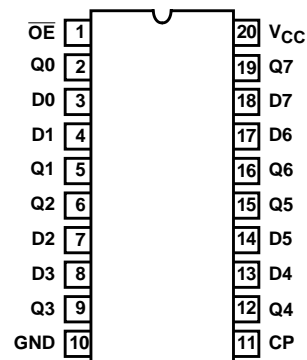 O̅E̅ 1 20 VCC
Q0 2 19 Q7
D0 3 18 D7
D1 4 17 D6
Q1 5 16 Q6
Q2 6 15 Q5
D2 7 14 D5
D3 8 13 D4
Q3 9 12 Q4
GND 10 11 CP